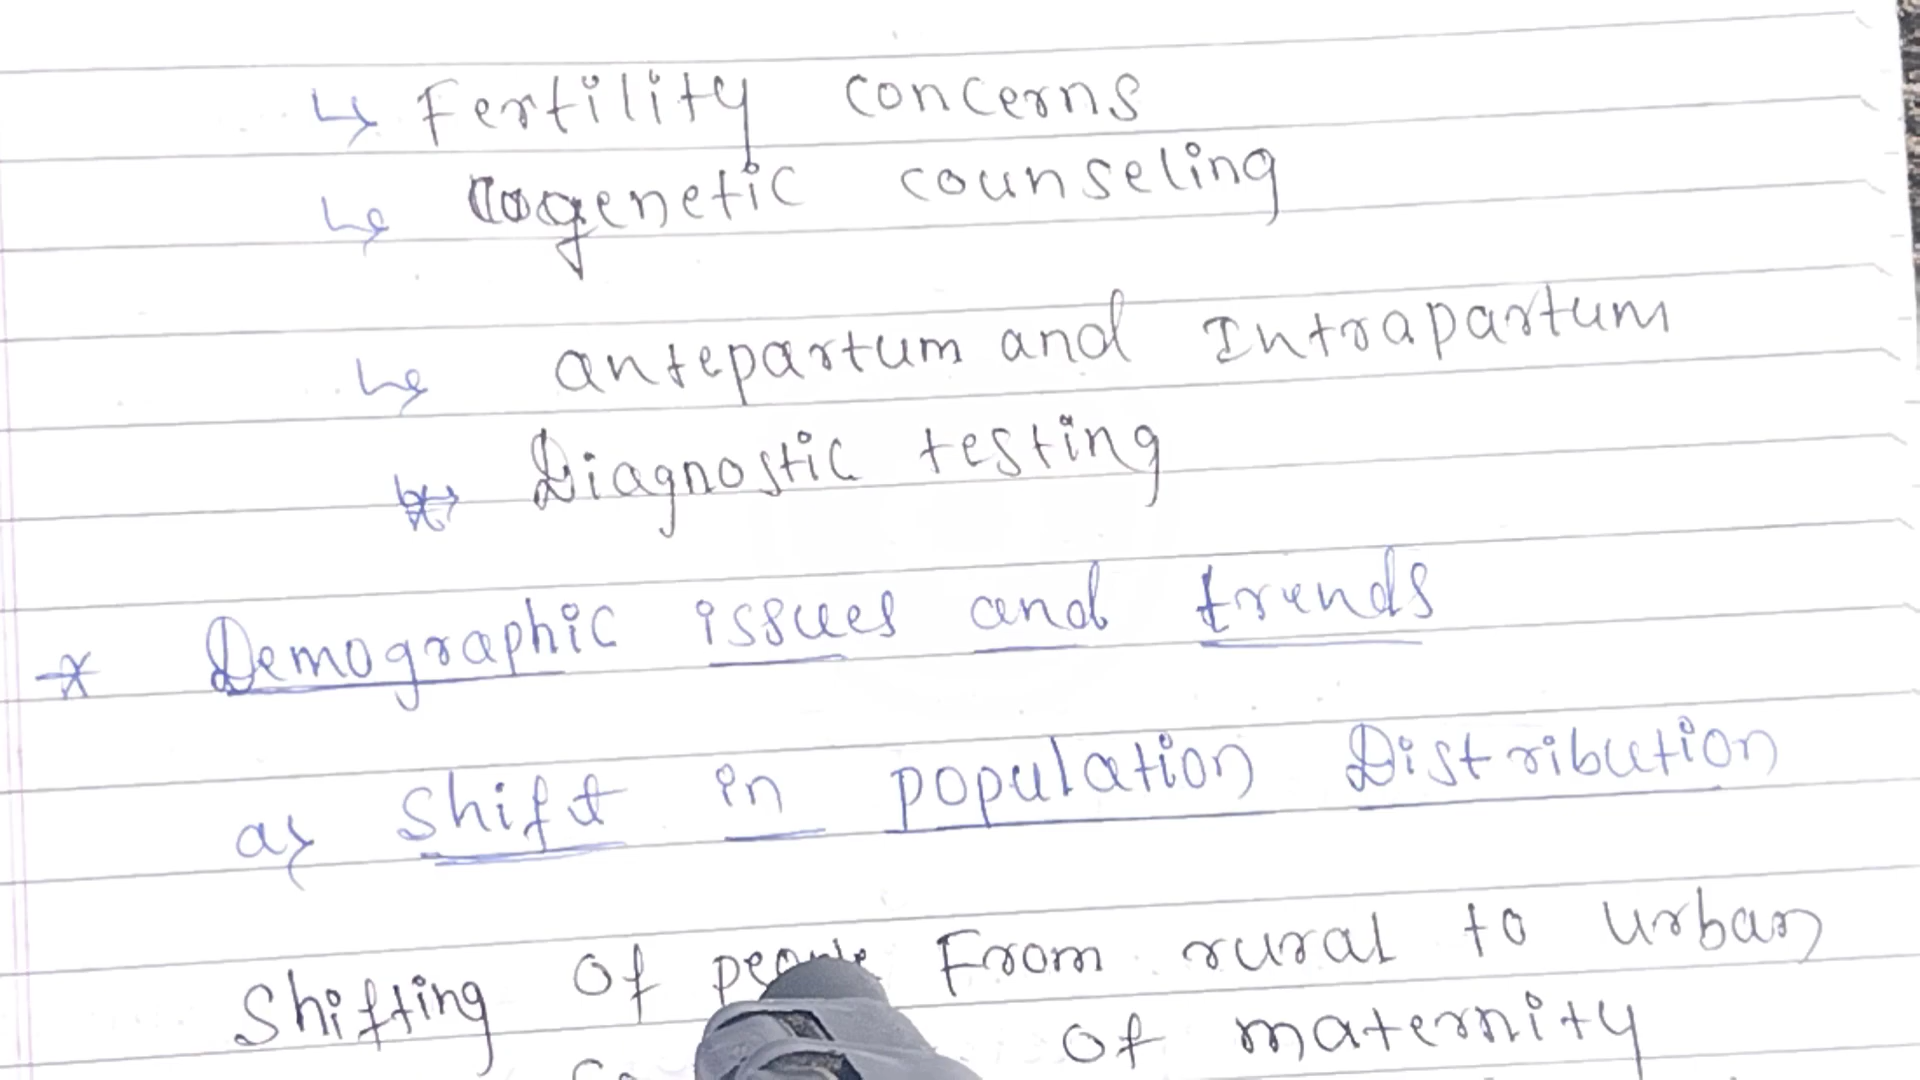 ↳ Fertility concerns
↳ genetic counseling
↳ antepartum and Intrapartum
↳ Diagnostic testing
* Demographic issues and trends
a) Shift in population Distribution
Shifting of people From rural to urban
of maternity